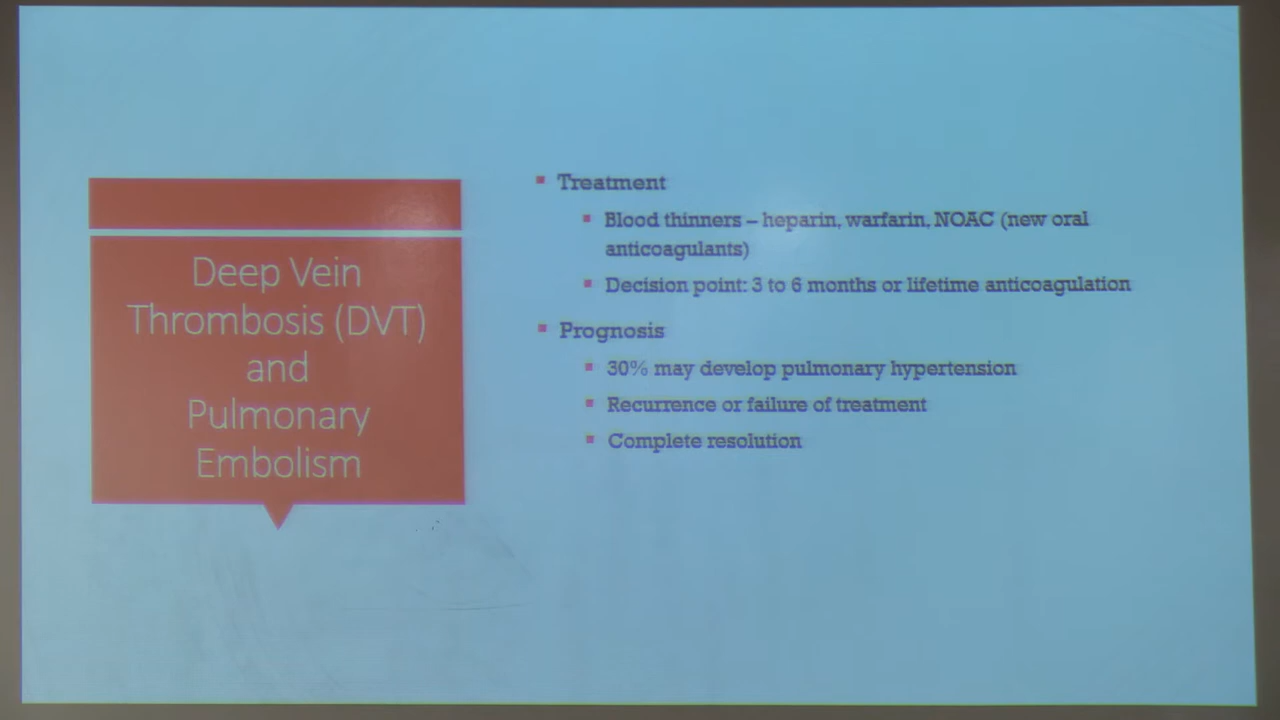 Deep Vein
Thrombosis (DVT)
and
Pulmonary
Embolism
Treatment
Blood thinners – heparin, warfarin, NOAC (new oral
anticoagulants)
Decision point: 3 to 6 months or lifetime anticoagulation
Prognosis
30% may develop pulmonary hypertension
Recurrence or failure of treatment
Complete resolution